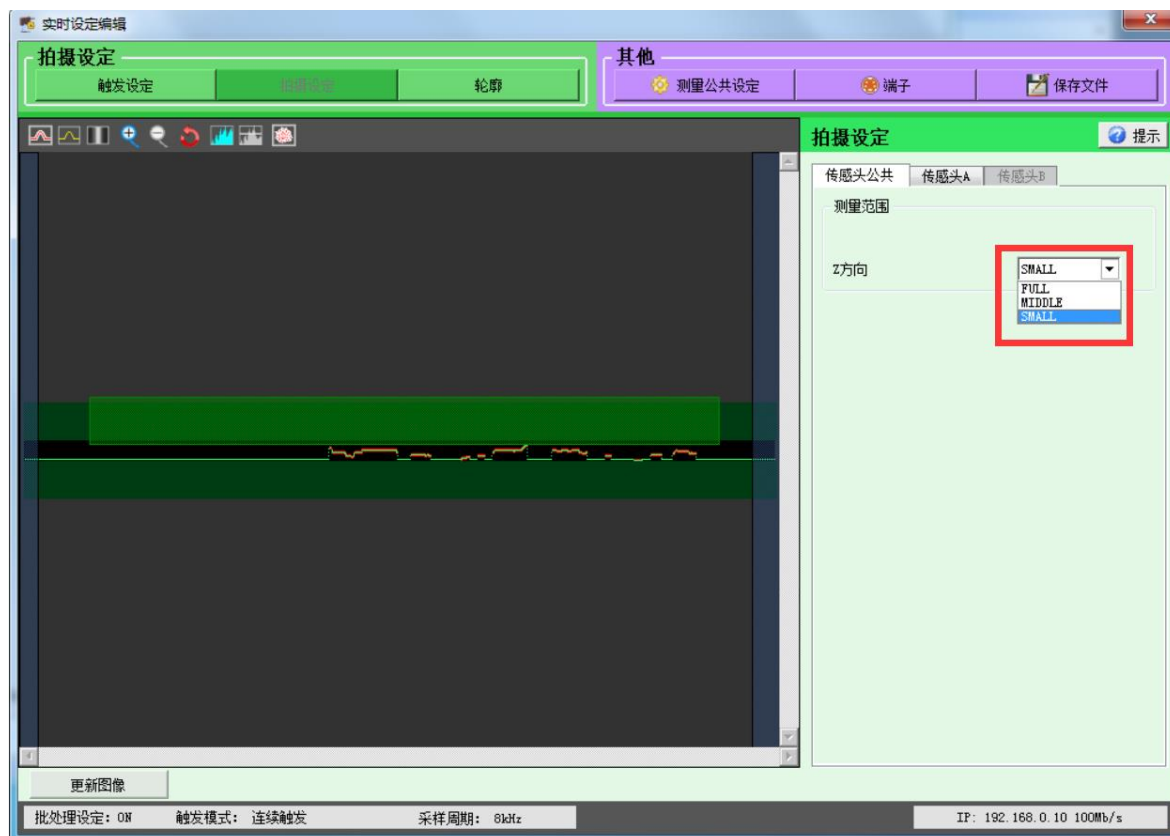 实时设定编辑
拍摄设定
其他
触发设定
拍摄设定
轮廓
测量公共设定
端子
保存文件
拍摄设定
提示
传感头公共
传感头A
传感头B
测量范围
Z方向
SMALL
FULL
MIDDLE
SMALL
更新图像
批处理设定: ON
触发模式: 连续触发
采样周期: 8kHz
IP: 192.168.0.10 100Mb/s